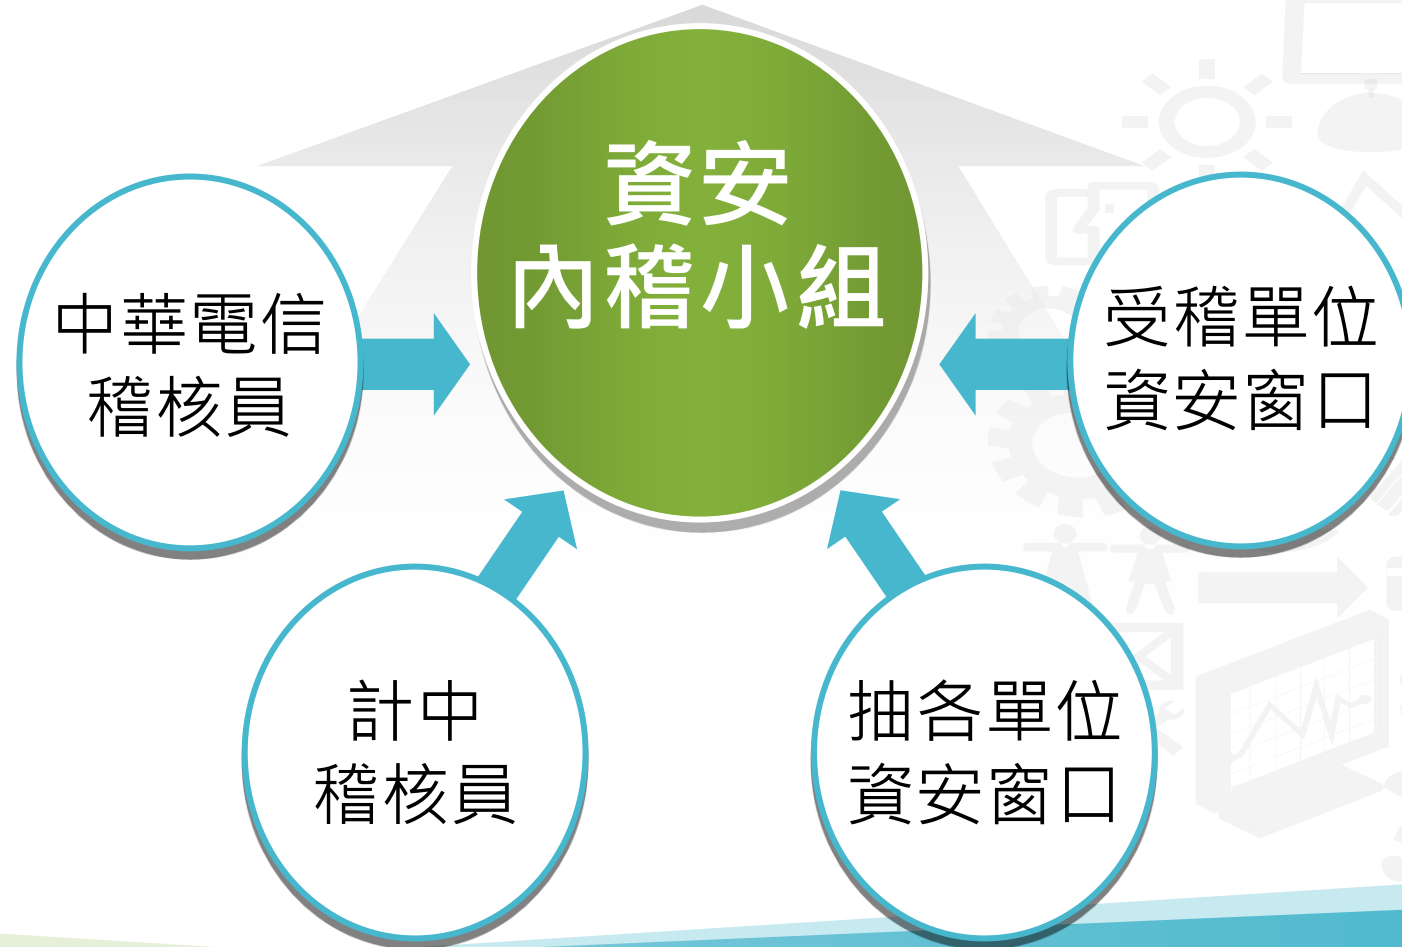 資安
內稽小組
中華電信
稽核員
受稽單位
資安窗口
計中
稽核員
抽各單位
資安窗口